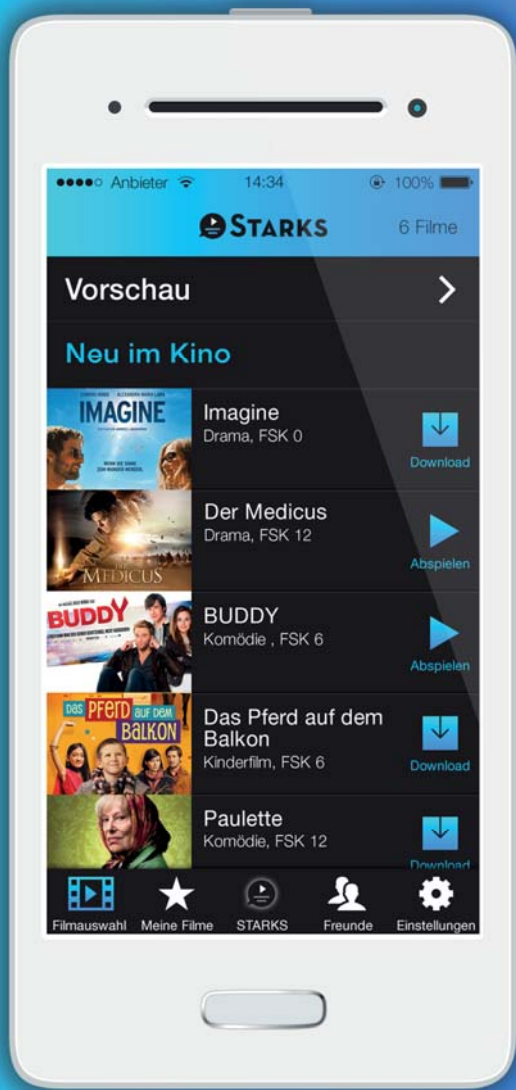 Anbieter 14:34 100%
STARKS 6 Filme
Vorschau
Neu im Kino
IMAGINE
Imagine
Drama, FSK 0
Download
MEDICUS
Der Medicus
Drama, FSK 12
Abspielen
BUDDY
BUDDY
Komödie , FSK 6
Abspielen
DAS PFERD AUF DEM
BALKON
Das Pferd auf dem
Balkon
Kinderfilm, FSK 6
Download
Paulette
Komödie, FSK 12
Download
Filmauswahl Meine Filme STARKS Freunde Einstellungen